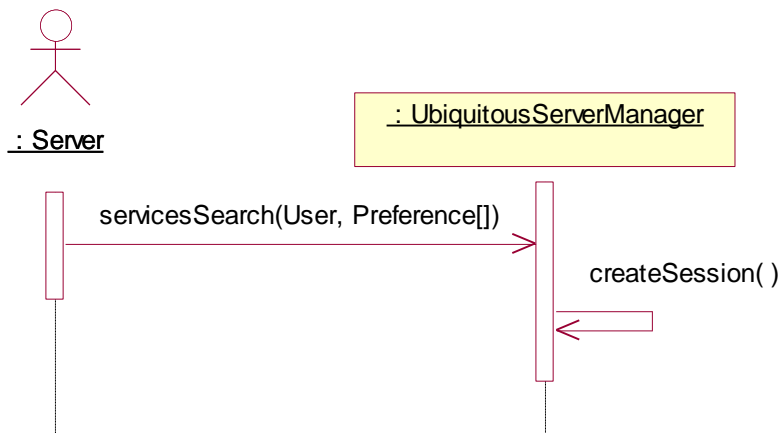 : Server
: UbiquitousServerManager
servicesSearch(User, Preference[])
createSession( )